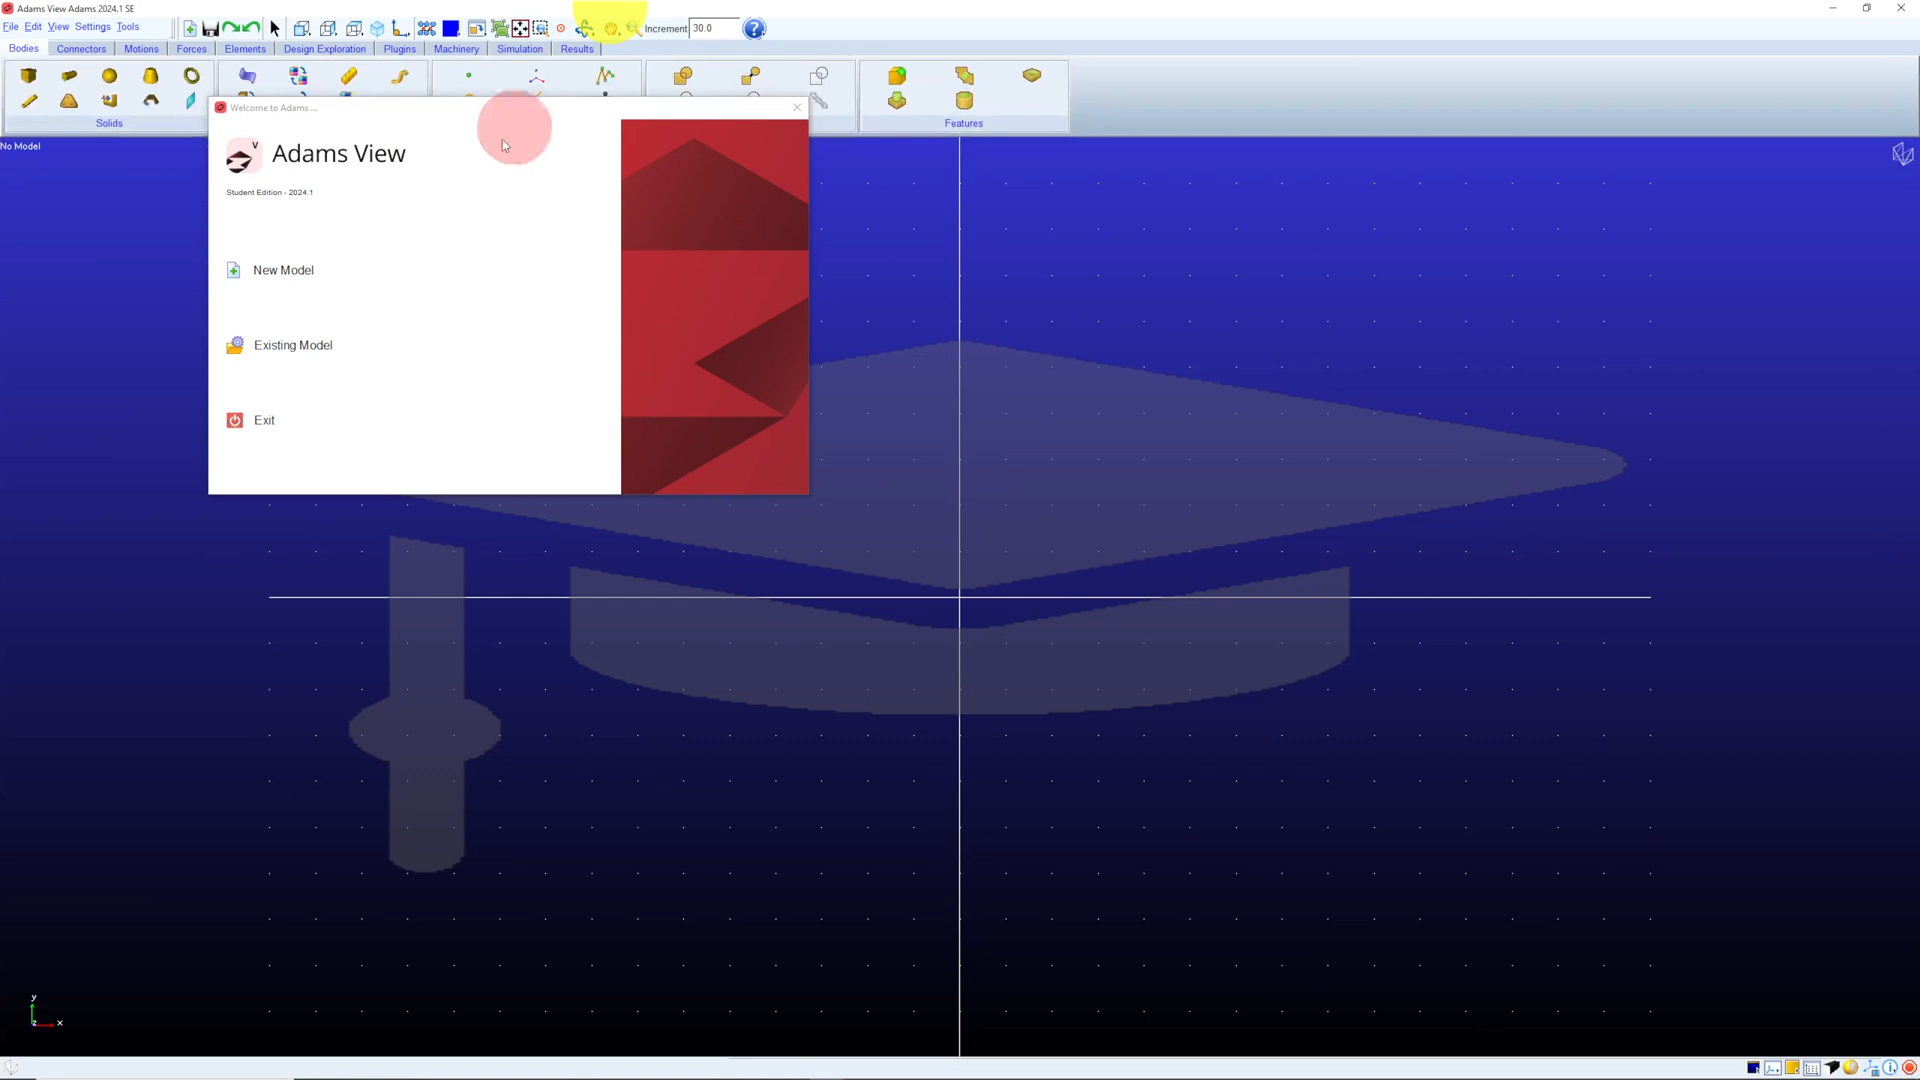 Adams View Adams 2024.1 SE
File Edit View Settings Tools
Increment 30.0
Bodies Connectors Motions Forces Elements Design Exploration Plugins Machinery Simulation Results
Solids
Features
Welcome to Adams ...
No Model
V
Adams View
Student Edition - 2024.1
New Model
Existing Model
Exit
y
z
x